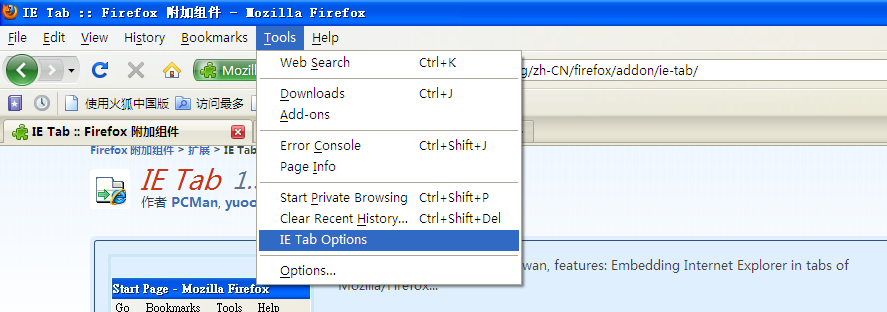 IE Tab :: Firefox 附加组件 - Mozilla Firefox
File Edit View History Bookmarks Tools Help
Web Search Ctrl+K
g/zh-CN/firefox/addon/ie-tab/
Downloads Ctrl+J
使用火狐中国版 访问最多
Add-ons
IE Tab :: Firefox 附加组件
Error Console Ctrl+Shift+J
Firefox 附加组件 > 扩展 > IE Tab
Page Info
IE Tab 1.
Start Private Browsing Ctrl+Shift+P
作者 PCMan, yuoo
Clear Recent History... Ctrl+Shift+Del
IE Tab Options
Options...
wan, features: Embedding Internet Explorer in tabs of
Mozilla/Firefox...
Start Page - Mozilla Firefox
Go Bookmarks Tools Help